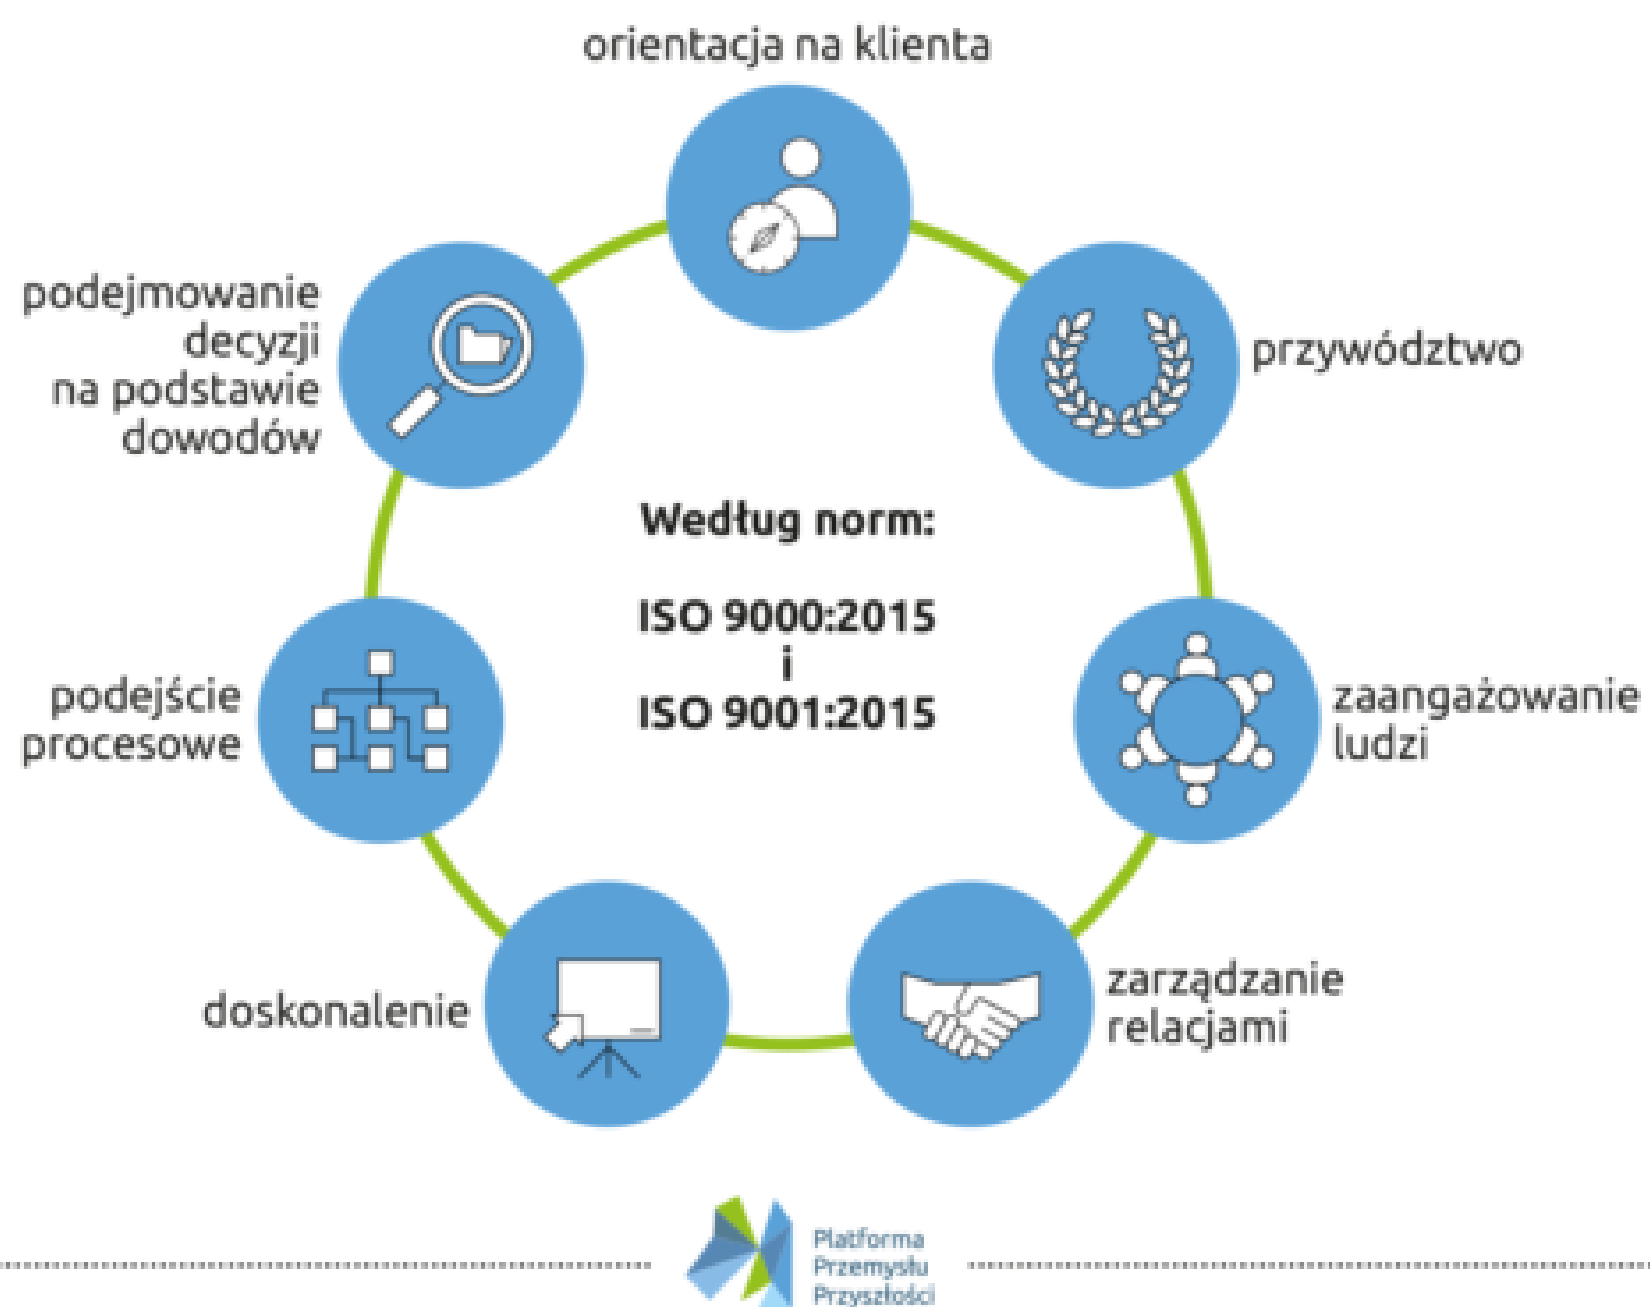 orientacja na klienta
przywództwo
zaangażowanie
ludzi
zarządzanie
relacjami
doskonalenie
podejście
procesowe
podejmowanie
decyzji
na podstawie
dowodów
Według norm:
ISO 9000:2015
i
ISO 9001:2015
Platforma
Przemysłu
Przyszłości